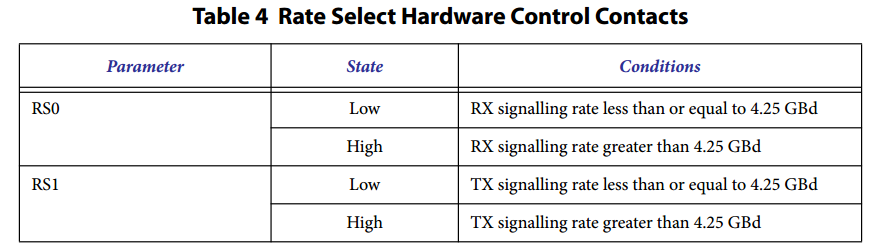 Table 4 Rate Select Hardware Control Contacts
Parameter State Conditions
RS0 Low RX signalling rate less than or equal to 4.25 GBd
High RX signalling rate greater than 4.25 GBd
RS1 Low TX signalling rate less than or equal to 4.25 GBd
High TX signalling rate greater than 4.25 GBd